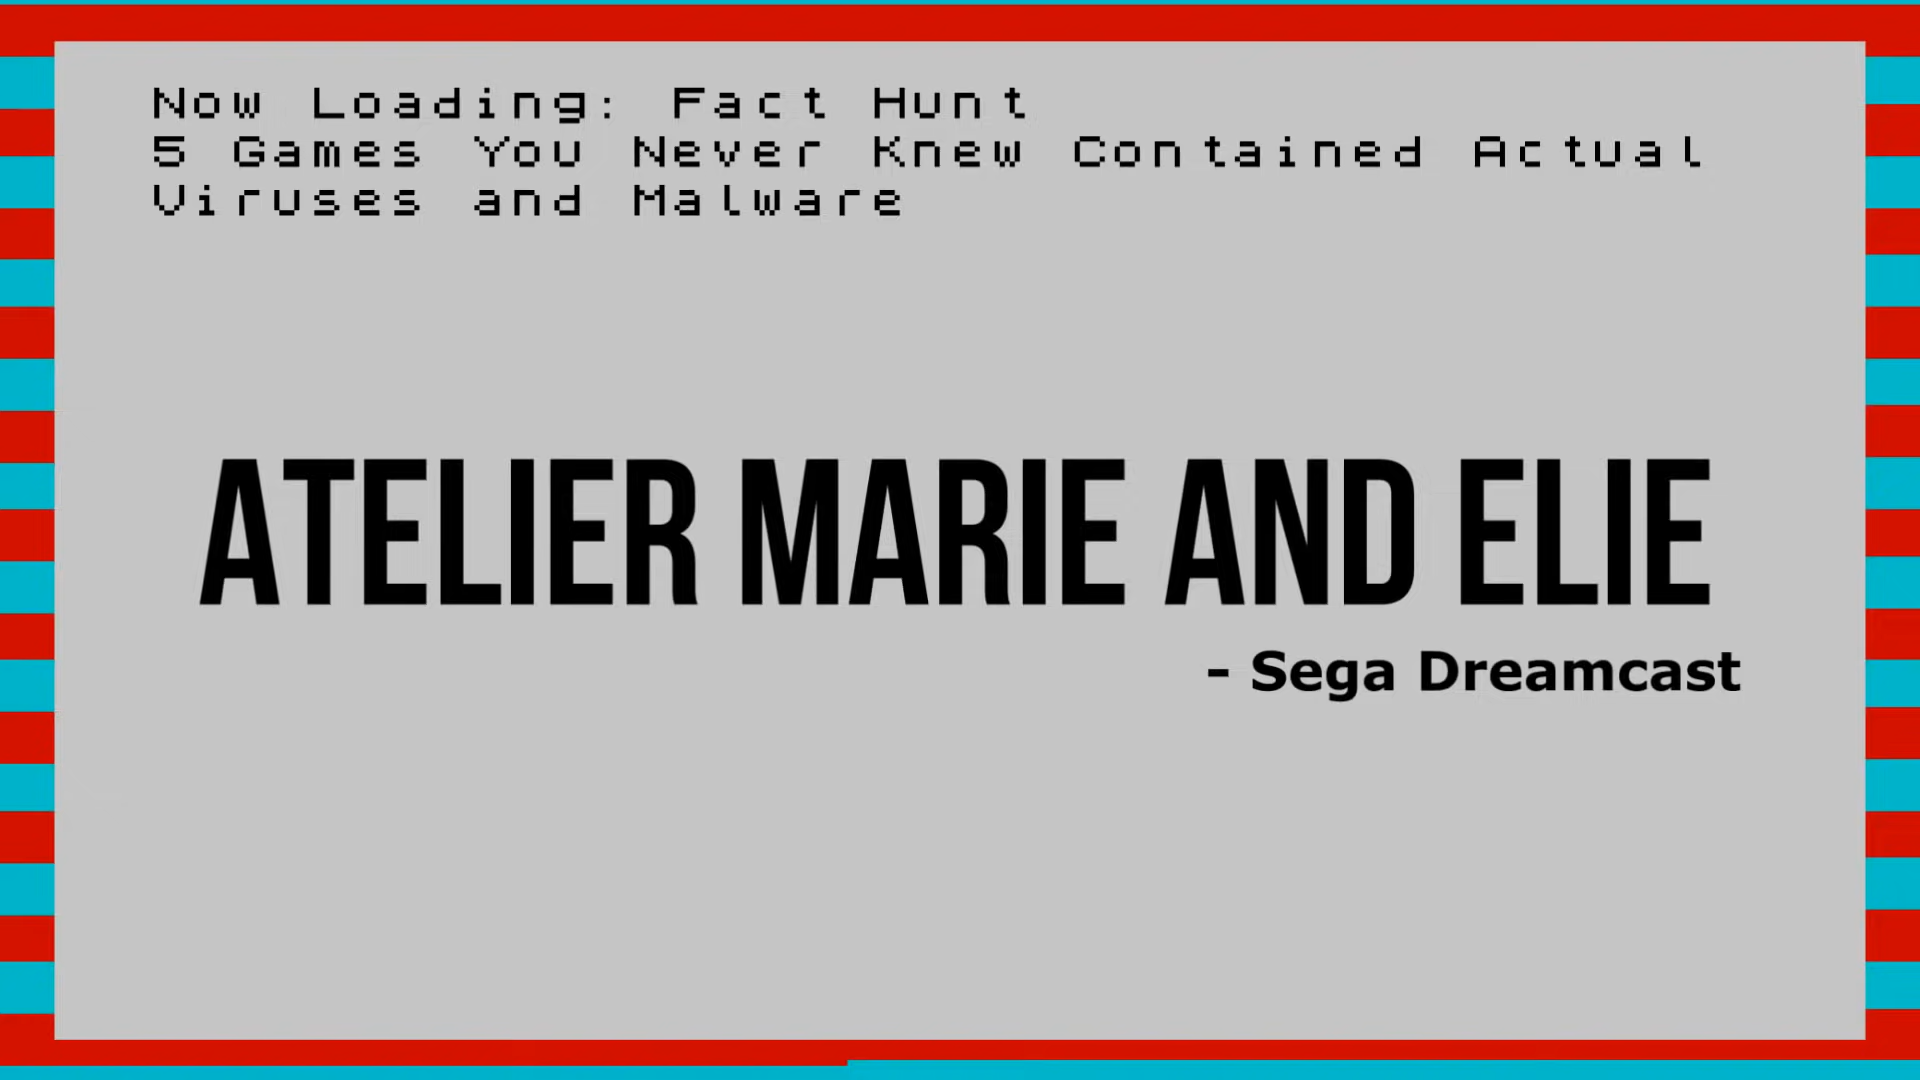 Now Loading: Fact Hunt
5 Games You Never Knew Contained Actual
Viruses and Malware
ATELIER MARIE AND ELIE
- Sega Dreamcast